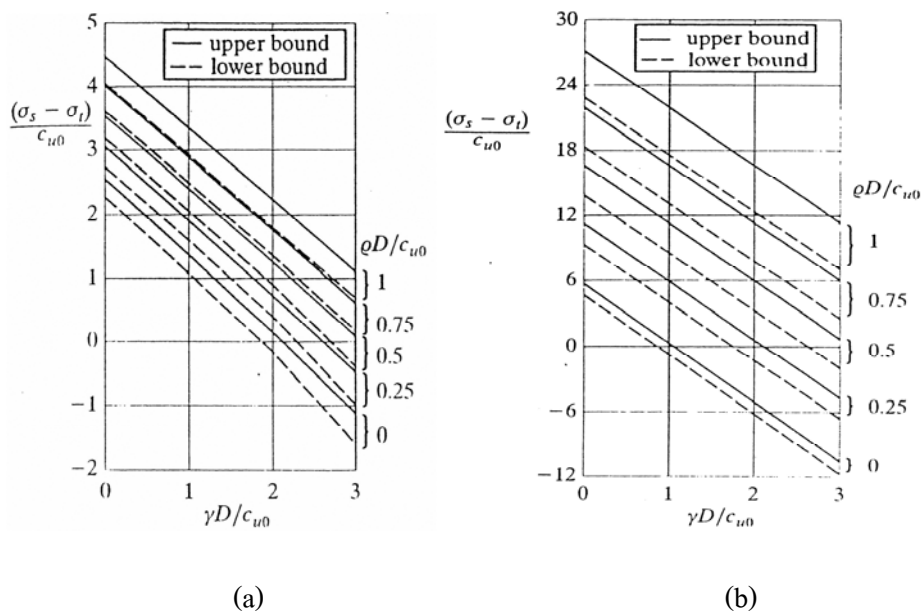 5
4
3
2
1
0
−1
−2
(σs − σt)
cu0
upper bound
lower bound
ϱD/cu0
1
0.75
0.5
0.25
0
0
1
2
3
γD/cu0
(a)
30
24
18
12
6
0
−6
−12
(σs − σt)
cu0
upper bound
lower bound
ϱD/cu0
1
0.75
0.5
0.25
0
0
1
2
3
γD/cu0
(b)